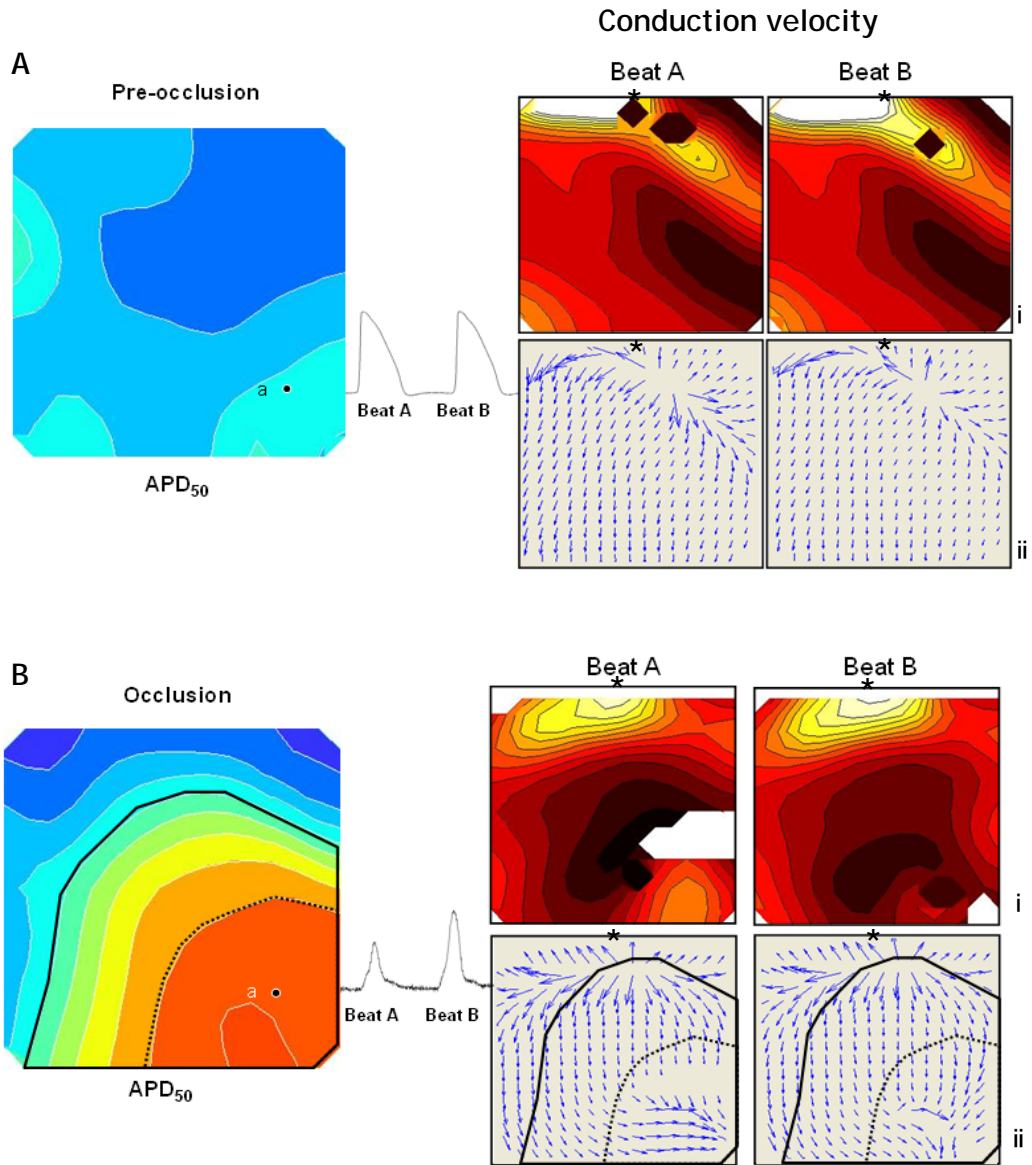 Conduction velocity
A
Pre-occlusion
Beat A Beat B
*
*
i
a
Beat A Beat B
*
*
APD50
ii
B
Occlusion
Beat A Beat B
*
*
i
a
Beat A Beat B
*
*
APD50
ii